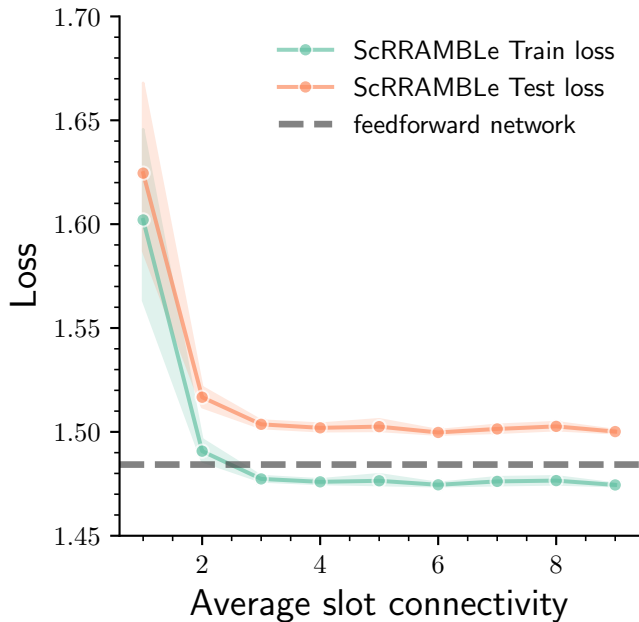 1.70
1.65
1.60
1.55
1.50
1.45
Loss
ScRRAMBLe Train loss
ScRRAMBLe Test loss
feedforward network
2 4 6 8
Average slot connectivity